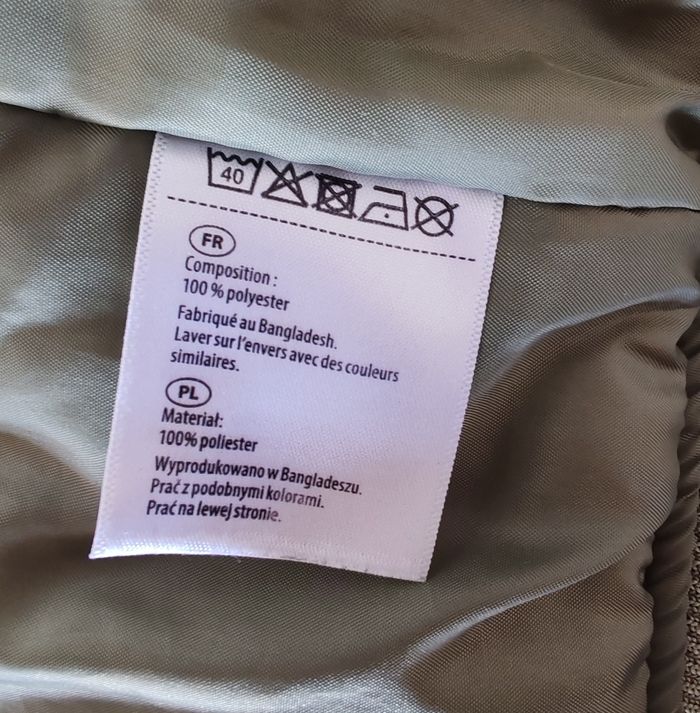 40
FR
Composition :
100 % polyester
Fabriqué au Bangladesh.
Laver sur l'envers avec des couleurs
similaires.
PL
Materiał:
100% poliester
Wyprodukowano w Bangladeszu.
Prać z podobnymi kolorami.
Prać na lewej stronie.